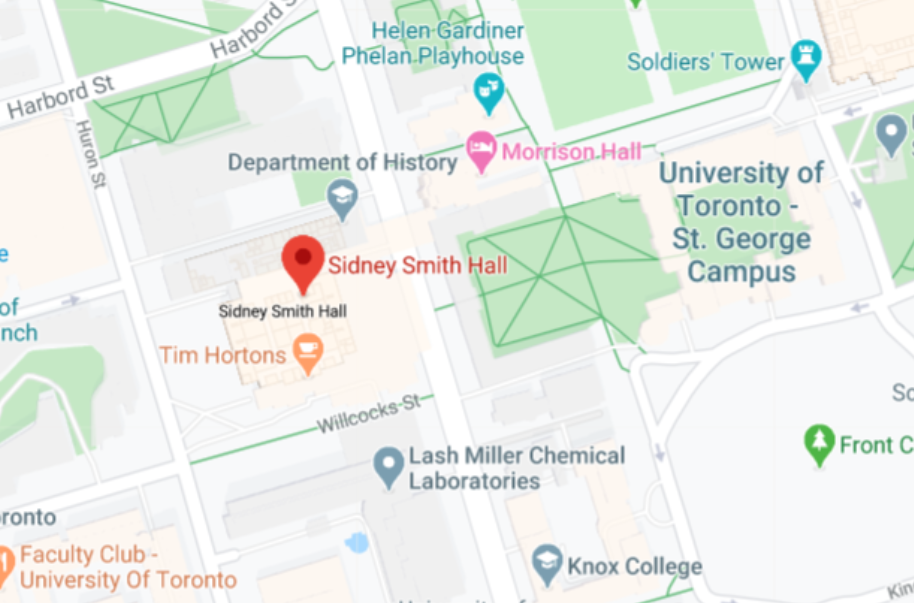 Harbord St
Helen Gardiner
Phelan Playhouse
Soldiers' Tower
Harbord St
Huron St
Department of History
Morrison Hall
University of
Toronto -
St. George
Campus
Sidney Smith Hall
Sidney Smith Hall
of
nch
Tim Hortons
Willcocks St
Lash Miller Chemical
Laboratories
Front C
ronto
Faculty Club -
University Of Toronto
Knox College